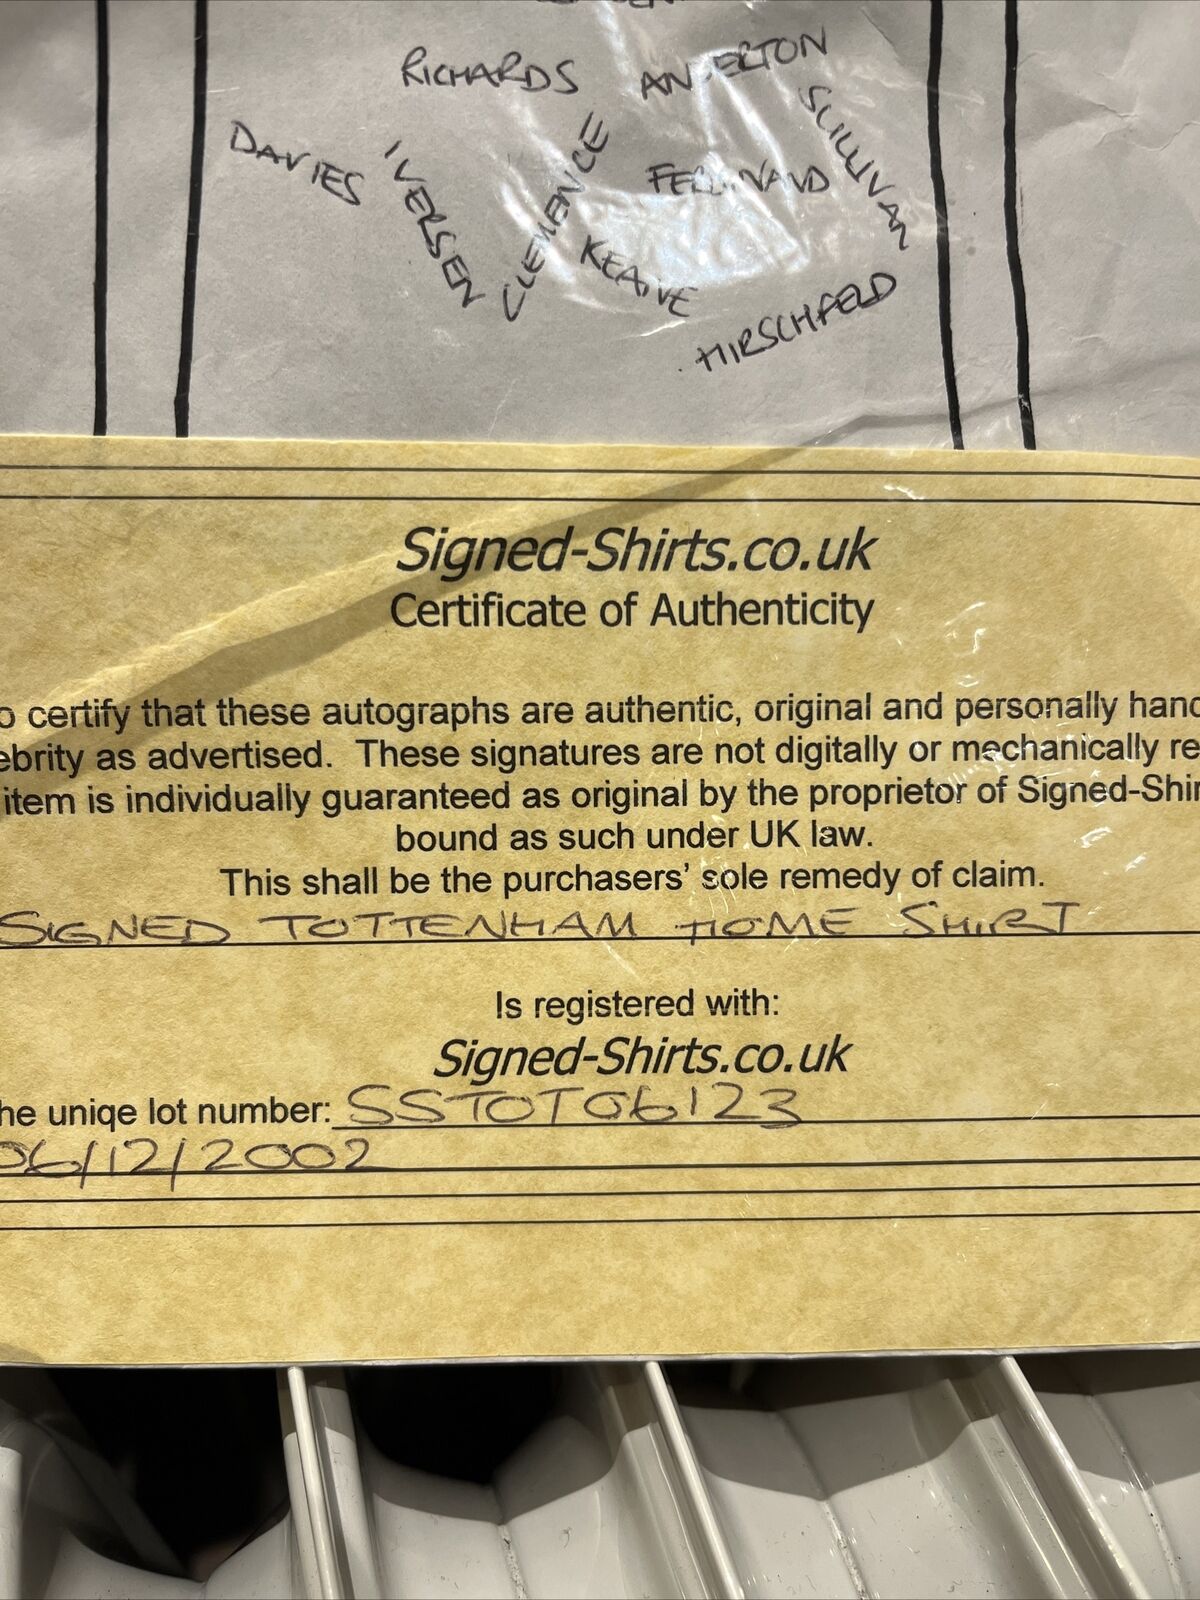 RICHARDS
ANDERTON
SULLIVAN
DAVIES
IVERSEN
CLEMENCE
FERDINAND
KEANE
HIRSCHFELD
Signed-Shirts.co.uk
Certificate of Authenticity
o certify that these autographs are authentic, original and personally hand
ebrity as advertised. These signatures are not digitally or mechanically re
item is individually guaranteed as original by the proprietor of Signed-Shir
bound as such under UK law.
This shall be the purchasers' sole remedy of claim.
SIGNED TOTTENHAM HOME SHIRT
Is registered with:
Signed-Shirts.co.uk
he uniqe lot number: SSTOT06123
06/12/2002